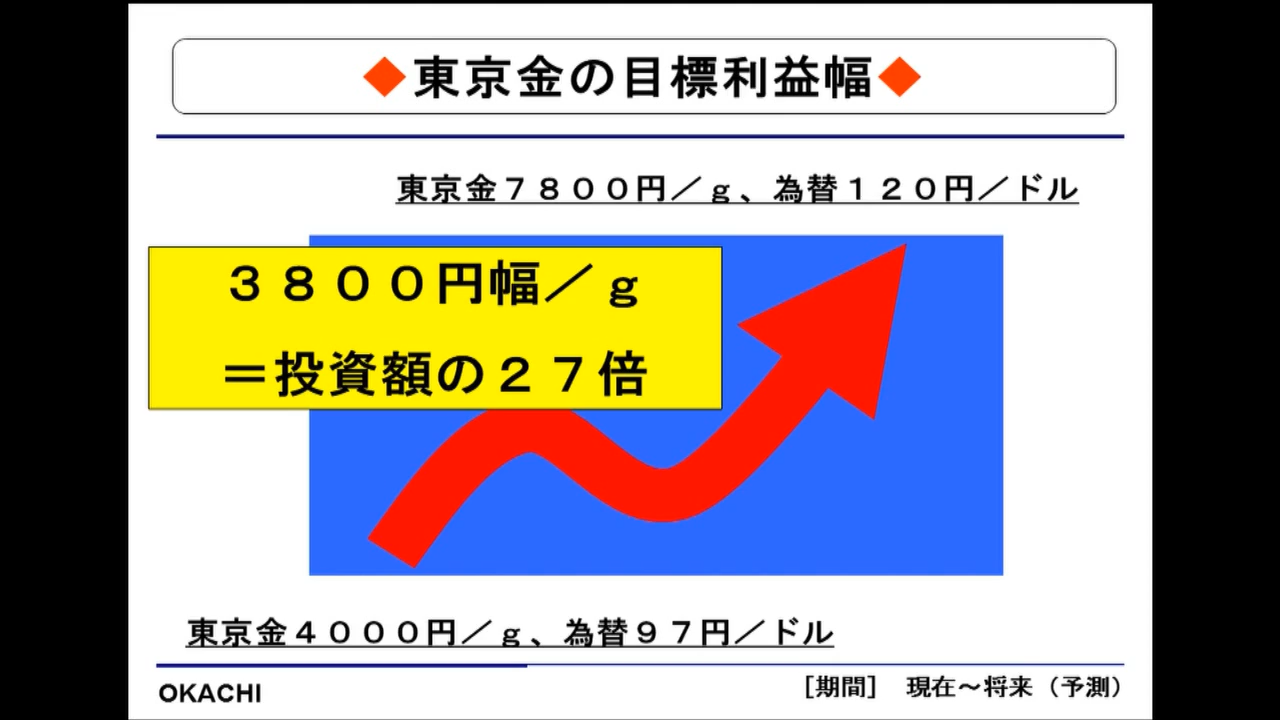 ◆東京金の目標利益幅◆
東京金７８００円／ｇ、為替１２０円／ドル
３８００円幅／ｇ
＝投資額の２７倍
東京金４０００円／ｇ、為替９７円／ドル
OKACHI
［期間］　現在～将来（予測）